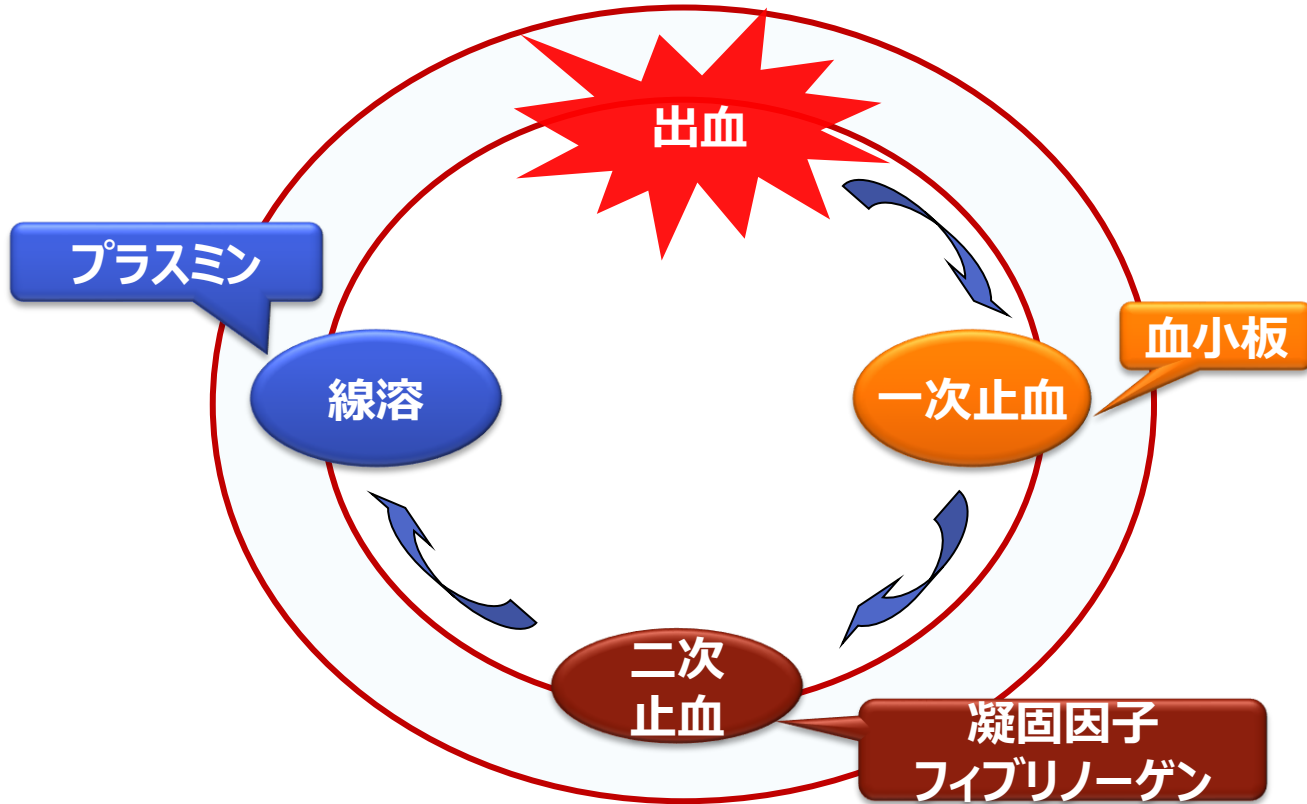 出血
プラスミン
血小板
線溶
一次止血
二次
止血
凝固因子
フィブリノーゲン